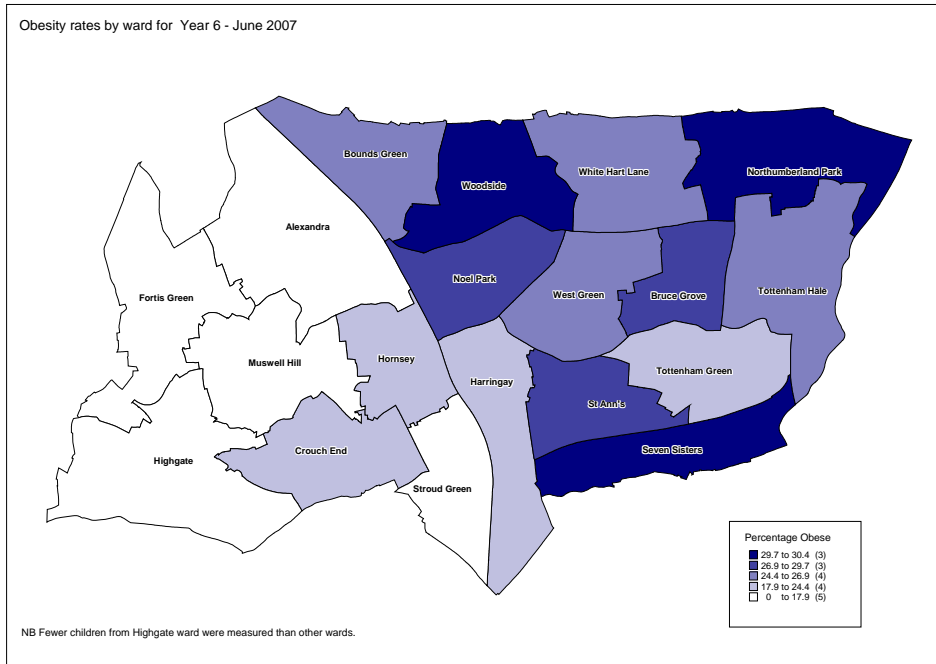 Obesity rates by ward for Year 6 - June 2007
Bounds Green
White Hart Lane
Northumberland Park
Woodside
Alexandra
Noel Park
Tottenham Hale
West Green
Bruce Grove
Fortis Green
Muswell Hill
Hornsey
Tottenham Green
Harringay
St Ann's
Crouch End
Seven Sisters
Highgate
Stroud Green
Percentage Obese
29.7 to 30.4 (3)
26.9 to 29.7 (3)
24.4 to 26.9 (4)
17.9 to 24.4 (4)
0 to 17.9 (5)
NB Fewer children from Highgate ward were measured than other wards.